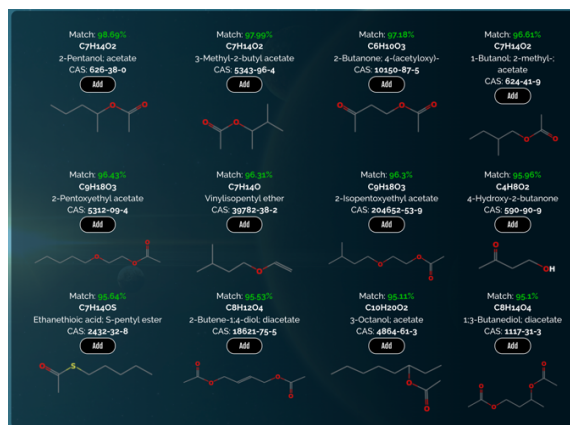 Match: 98.69%
C7H14O2
2-Pentanol; acetate
CAS: 626-38-0
Add
Match: 97.99%
C7H14O2
3-Methyl-2-butyl acetate
CAS: 5343-96-4
Add
Match: 97.18%
C6H10O3
2-Butanone; 4-(acetyloxy)-
CAS: 10150-87-5
Add
Match: 96.61%
C7H14O2
1-Butanol; 2-methyl-;
acetate
CAS: 624-41-9
Add
O
O
O
O
O
O
O
O
O
Match: 96.43%
C9H18O3
2-Pentoxyethyl acetate
CAS: 5312-09-4
Add
Match: 96.31%
C7H14O
Vinylisopentyl ether
CAS: 39782-38-2
Add
Match: 96.3%
C9H18O3
2-Isopentoxyethyl acetate
CAS: 204652-53-9
Add
Match: 95.96%
C4H8O2
4-Hydroxy-2-butanone
CAS: 590-90-9
Add
O
O
O
O
O
O
O
O
OH
Match: 95.64%
C7H14OS
Ethanethioic acid; S-pentyl ester
CAS: 2432-32-8
Add
Match: 95.53%
C8H12O4
2-Butene-1;4-diol; diacetate
CAS: 18621-75-5
Add
Match: 95.11%
C10H20O2
3-Octanol; acetate
CAS: 4864-61-3
Add
Match: 95.1%
C8H14O4
1;3-Butanediol; diacetate
CAS: 1117-31-3
Add
O
S
O
O
O
O
O
O
O
O
O
O